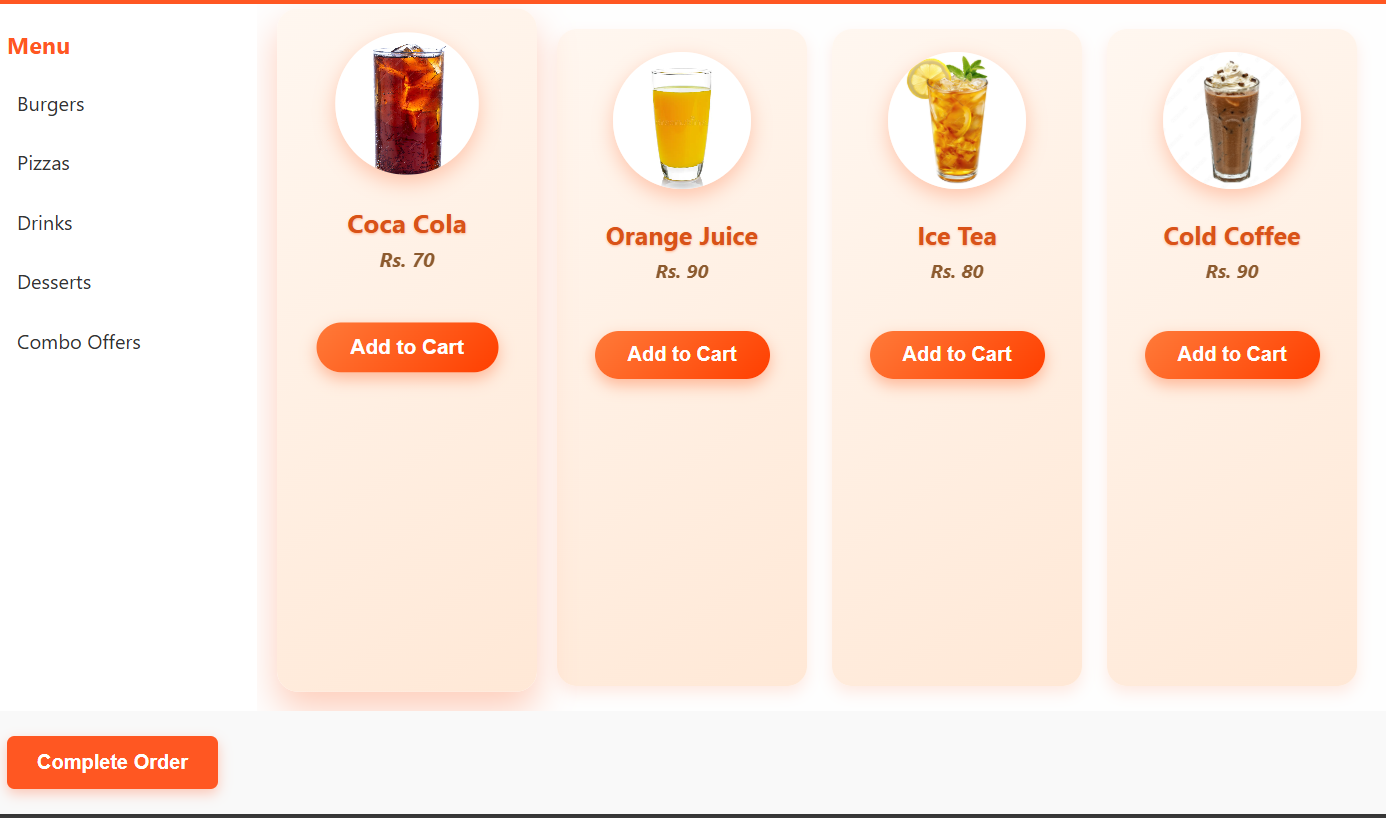 Menu
Burgers
Pizzas
Drinks
Desserts
Combo Offers
Coca Cola
Rs. 70
Add to Cart
Orange Juice
Rs. 90
Add to Cart
Ice Tea
Rs. 80
Add to Cart
Cold Coffee
Rs. 90
Add to Cart
Complete Order